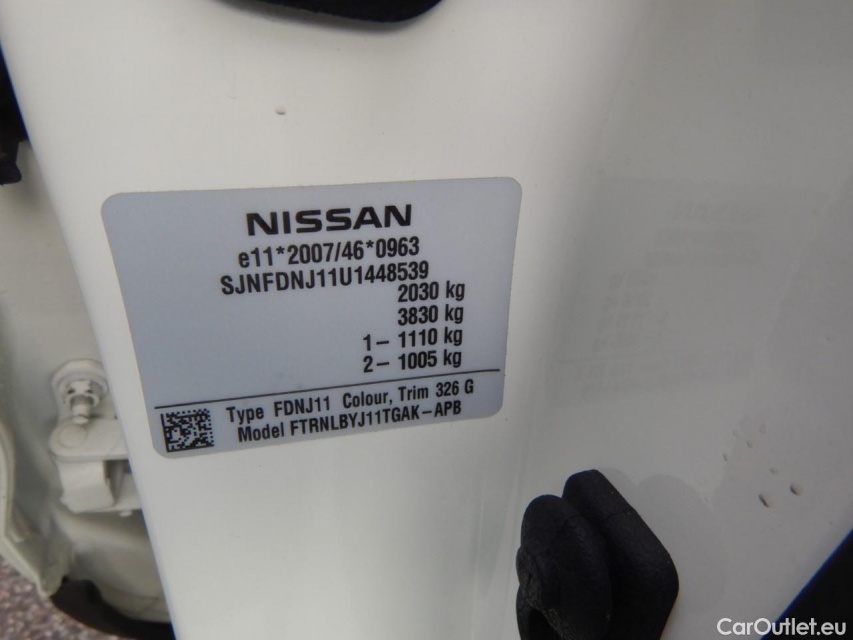 NISSAN
e11*2007/46*0963
SJNFDNJ11U1448539
2030 kg
3830 kg
1– 1110 kg
2– 1005 kg
Type FDNJ11 Colour, Trim 326 G
Model FTRNLBYJ11TGAK–APB
CarOutlet.eu